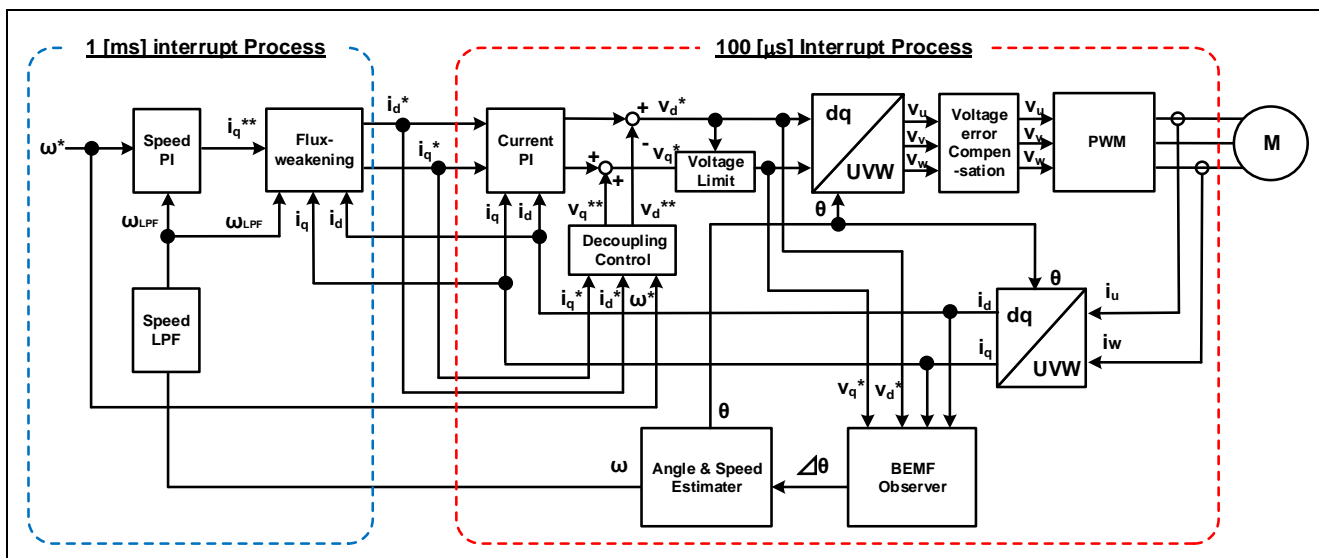 1 [ms] interrupt Process
100 [μs] Interrupt Process
ω*
Speed
PI
iq**
Flux-
weakening
id*
iq*
Current
PI
+
vd*
-
+
+
vq*
Voltage
Limit
dq
UVW
vu
vv
vw
Voltage
error
Compen
-sation
vu
vv
vw
PWM
M
ωLPF
ωLPF
iq
id
iq
id
vq**
vd**
θ
Decoupling
Control
iq*
id*
ω*
Speed
LPF
θ
id
iq
dq
UVW
iu
iw
vq*
vd*
θ
ω
Angle & Speed
Estimater
⊿θ
BEMF
Observer